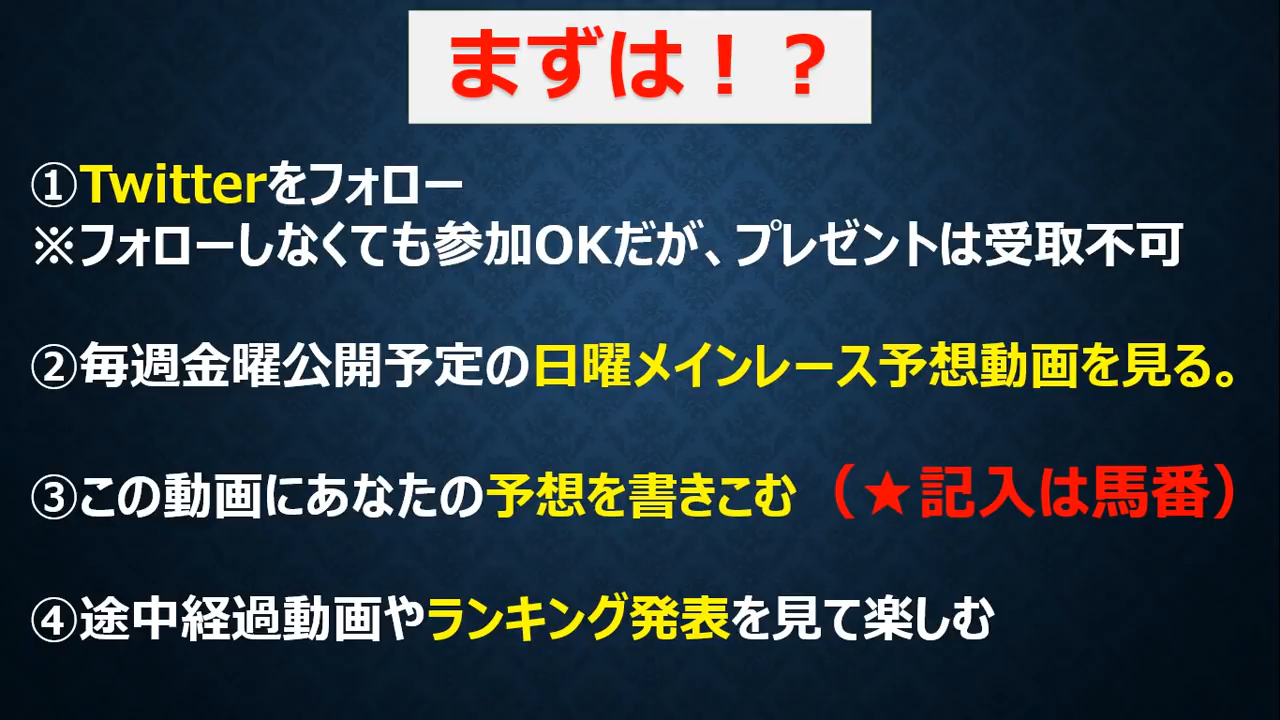 まずは！？
①Twitterをフォロー
※フォローしなくても参加OKだが、プレゼントは受取不可
②毎週金曜公開予定の日曜メインレース予想動画を見る。
③この動画にあなたの予想を書きこむ（★記入は馬番）
④途中経過動画やランキング発表を見て楽しむ